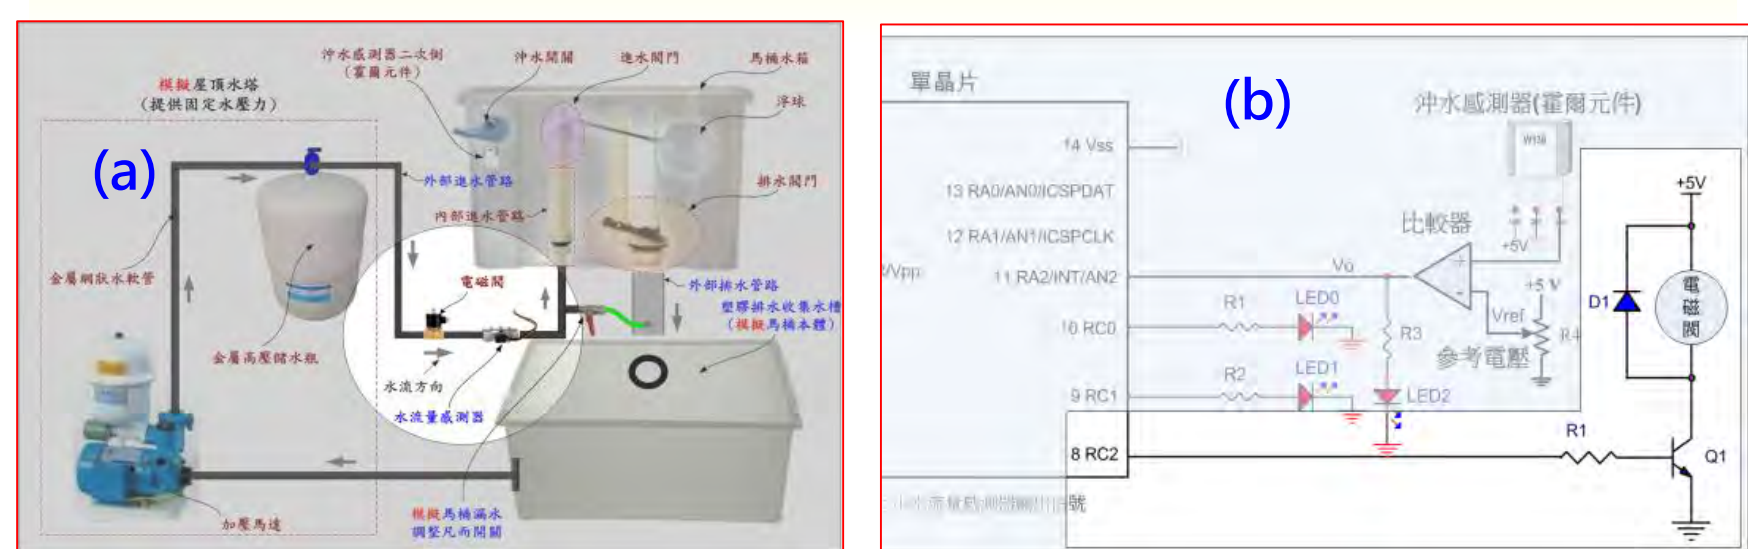 沖水感測器二次側
(霍爾元件)
沖水開關
進水閥門
馬桶水箱
浮球
模擬屋頂水塔
(提供固定水壓力)
(a)
外部進水管路
排水閥門
內部進水管路
金屬網狀水軟管
電磁閥
外部排水管路
塑膠排水收集水槽
(模擬馬桶本體)
金屬高壓儲水瓶
水流方向
水流量感測器
加壓馬達
模擬馬桶漏水
調整凡而開關
單晶片
(b)
沖水感測器(霍爾元件)
14 Vss
13 RA0/AN0/ICSPDAT
12 RA1/AN1/ICSPCLK
/Vpp
11 RA2/INT/AN2
10 RC0
9 RC1
8 RC2
比較器
+5V
+5 V
Vo
Vref
參考電壓
R1
LED0
R2
LED1
R3
LED2
R4
+5V
D1
電磁閥
R1
Q1
號